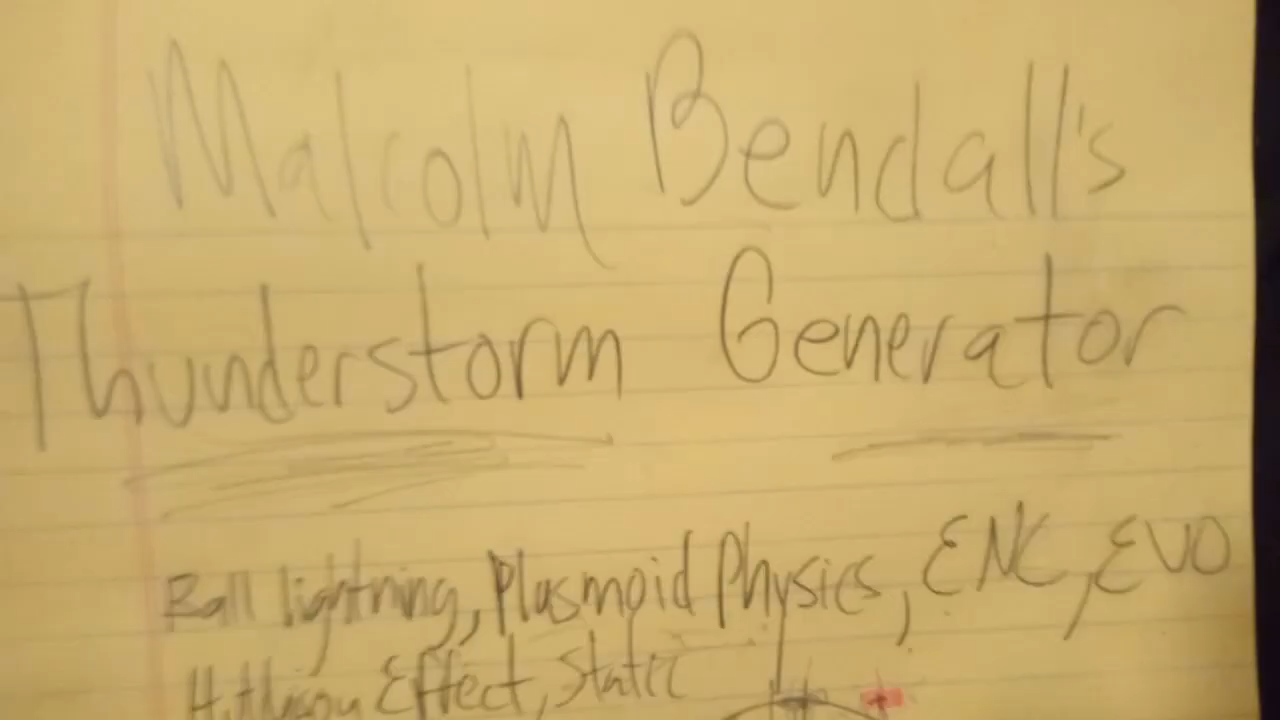 Malcolm Bendall's
Thunderstorm Generator
Ball lightning, Plasmoid Physics, ENC, EVO
Effect, Static